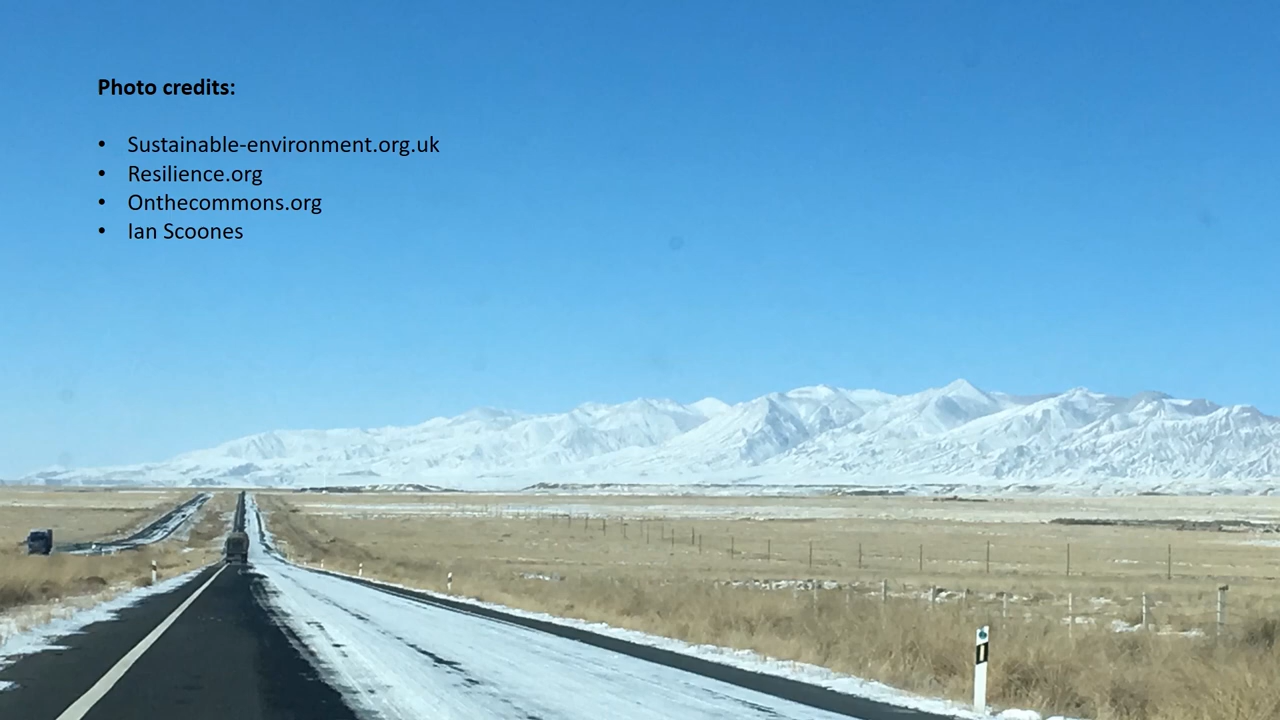 Photo credits:
• Sustainable-environment.org.uk
• Resilience.org
• Onthecommons.org
• Ian Scoones